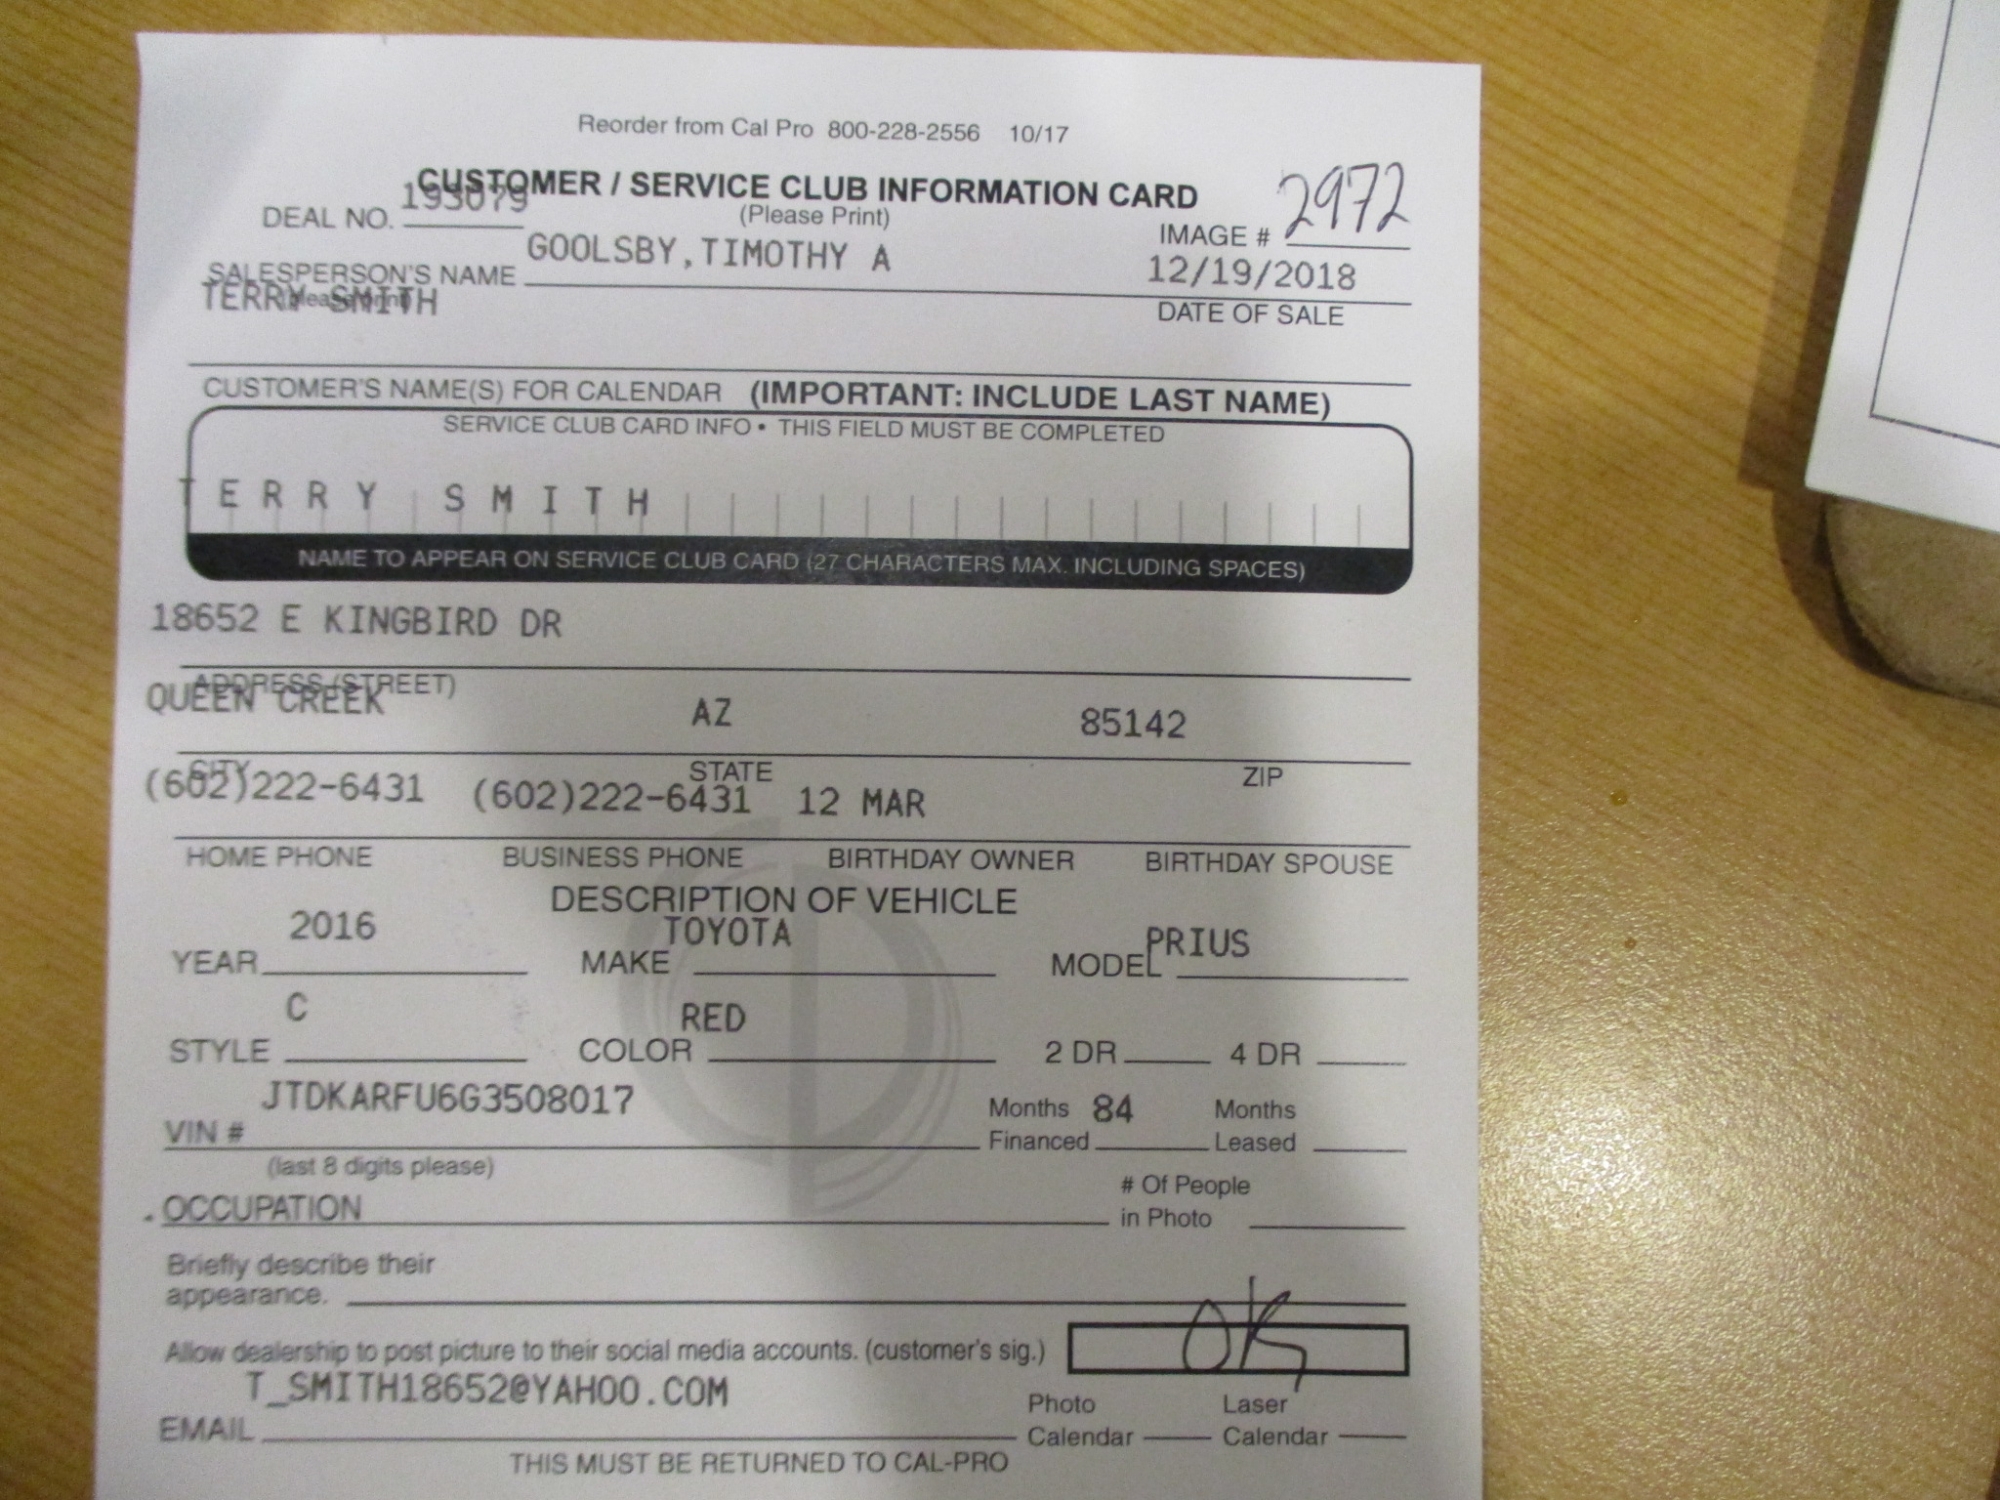 Reorder from Cal Pro 800-228-2556 10/17
CUSTOMER / SERVICE CLUB INFORMATION CARD
(Please Print)
DEAL NO. 193079
IMAGE # 2972
SALESPERSON'S NAME GOOLSBY,TIMOTHY A
(please print)
12/19/2018
DATE OF SALE
TERRY SMITH
CUSTOMER'S NAME(S) FOR CALENDAR (IMPORTANT: INCLUDE LAST NAME)
SERVICE CLUB CARD INFO • THIS FIELD MUST BE COMPLETED
TERRY SMITH
NAME TO APPEAR ON SERVICE CLUB CARD (27 CHARACTERS MAX. INCLUDING SPACES)
18652 E KINGBIRD DR
ADDRESS (STREET)
QUEEN CREEK AZ 85142
CITY STATE ZIP
(602)222-6431 (602)222-6431 12 MAR
HOME PHONE BUSINESS PHONE BIRTHDAY OWNER BIRTHDAY SPOUSE
DESCRIPTION OF VEHICLE
YEAR 2016 MAKE TOYOTA MODEL PRIUS
STYLE C COLOR RED 2 DR 4 DR
VIN # JTDKARFU6G3508017 Months Financed 84 Months Leased
(last 8 digits please)
OCCUPATION # Of People in Photo
Briefly describe their
appearance.
Allow dealership to post picture to their social media accounts. (customer's sig.) OK
EMAIL T_SMITH18652@YAHOO.COM Photo Calendar Laser Calendar
THIS MUST BE RETURNED TO CAL-PRO